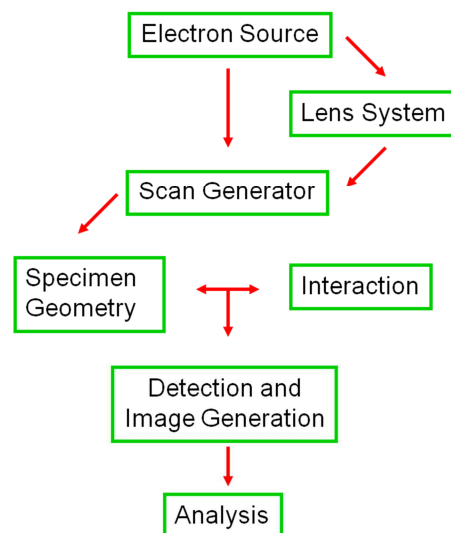 Electron Source
Lens System
Scan Generator
Specimen
Geometry
Interaction
Detection and
Image Generation
Analysis